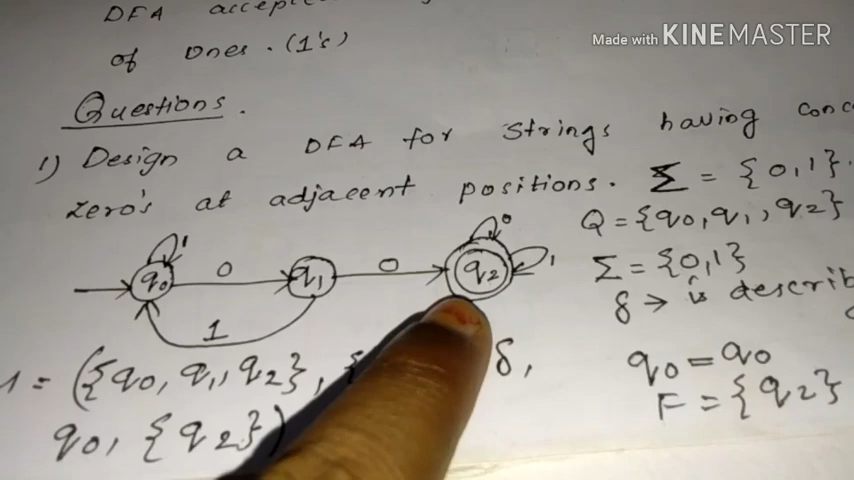 Made with KINEMASTER
DFA
of Ones. (1's)
Questions.
1) Design a DFA for Strings having
zero's at adjacent positions. Σ = {0,1}.
Q = {q0, q1, q2}
Σ = {0,1}
δ → is
q0 = q0
F = {q2}
1 0 0
q0 0 q1 0 q2 1
1
= ({q0, q1, q2}, { δ,
q0, {q2})